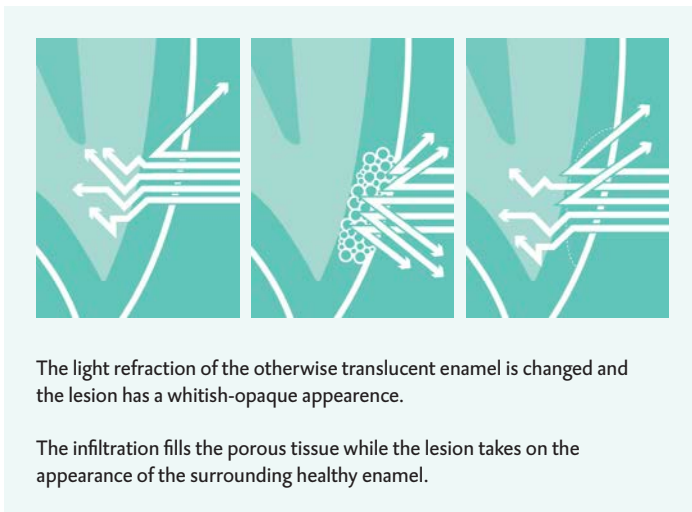 The light refraction of the otherwise translucent enamel is changed and
the lesion has a whitish-opaque appearence.
The infiltration fills the porous tissue while the lesion takes on the
appearance of the surrounding healthy enamel.